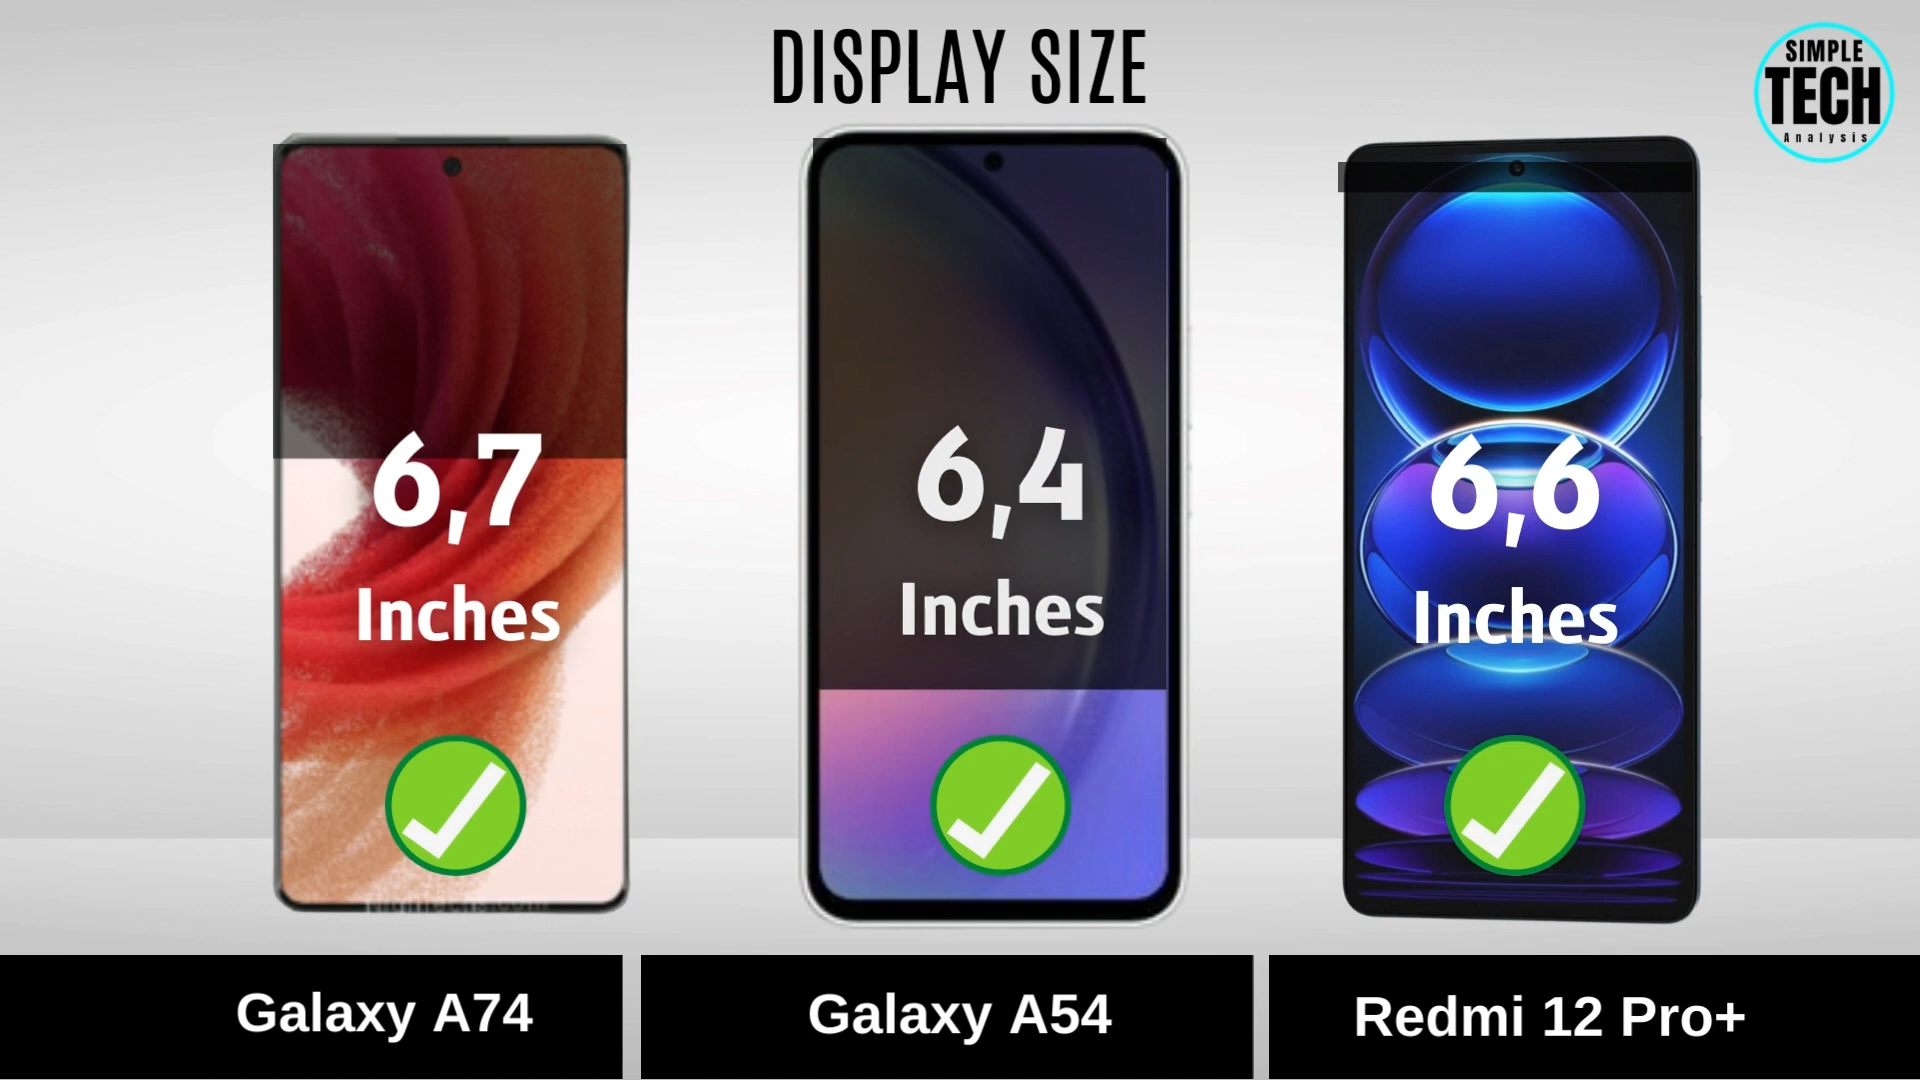 DISPLAY SIZE
SIMPLE
TECH
Analysis
6,7
Inches
6,4
Inches
6,6
Inches
Galaxy A74
Galaxy A54
Redmi 12 Pro+